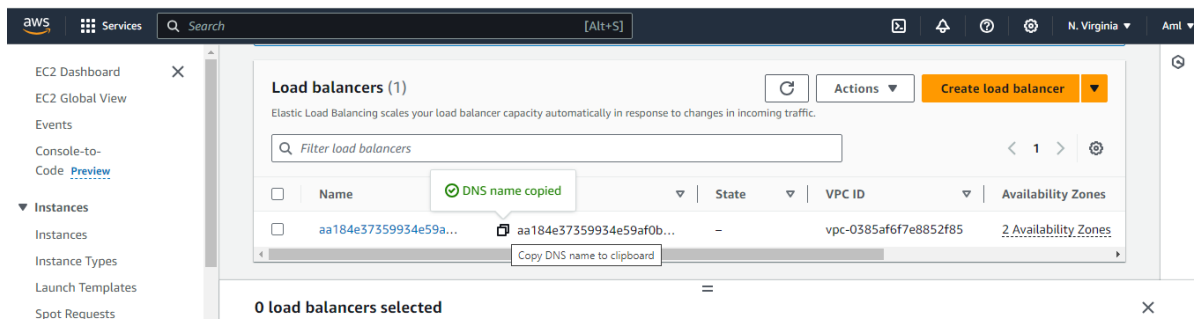 aws Services Search [Alt+S] N. Virginia Aml
EC2 Dashboard
EC2 Global View
Events
Console-to-
Code Preview
Instances
Instances
Instance Types
Launch Templates
Spot Requests
Load balancers (1)
Actions
Create load balancer
Elastic Load Balancing scales your load balancer capacity automatically in response to changes in incoming traffic.
Filter load balancers
1
DNS name copied
Name State VPC ID Availability Zones
aa184e37359934e59a... aa184e37359934e59af0b... – vpc-0385af6f7e8852f85 2 Availability Zones
Copy DNS name to clipboard
0 load balancers selected